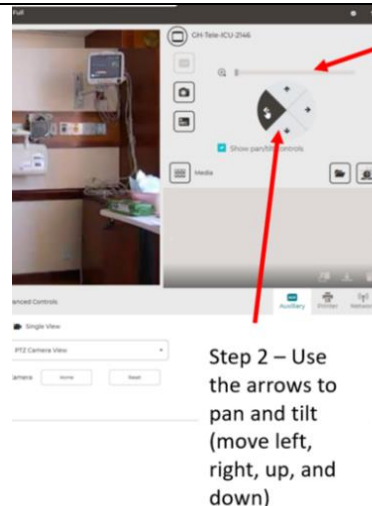 Full
GH-Tele-ICU-2146
Show pan/tilt controls
Media
anced Controls
Auxiliary Printer Network
Single View
PTZ Camera View
amera Home Reset
Step 2 – Use
the arrows to
pan and tilt
(move left,
right, up, and
down)